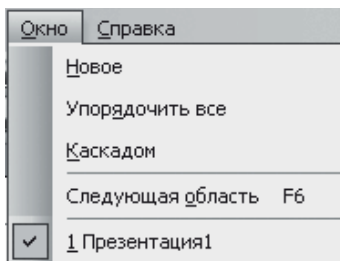 Окно Справка
Новое
Упорядочить все
Каскадом
Следующая область F6
1 Презентация1